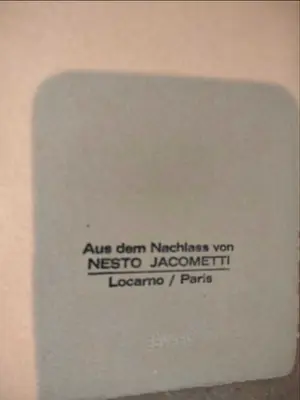 Aus dem Nachlass von
NESTO JACOMETTI
Locarno / Paris